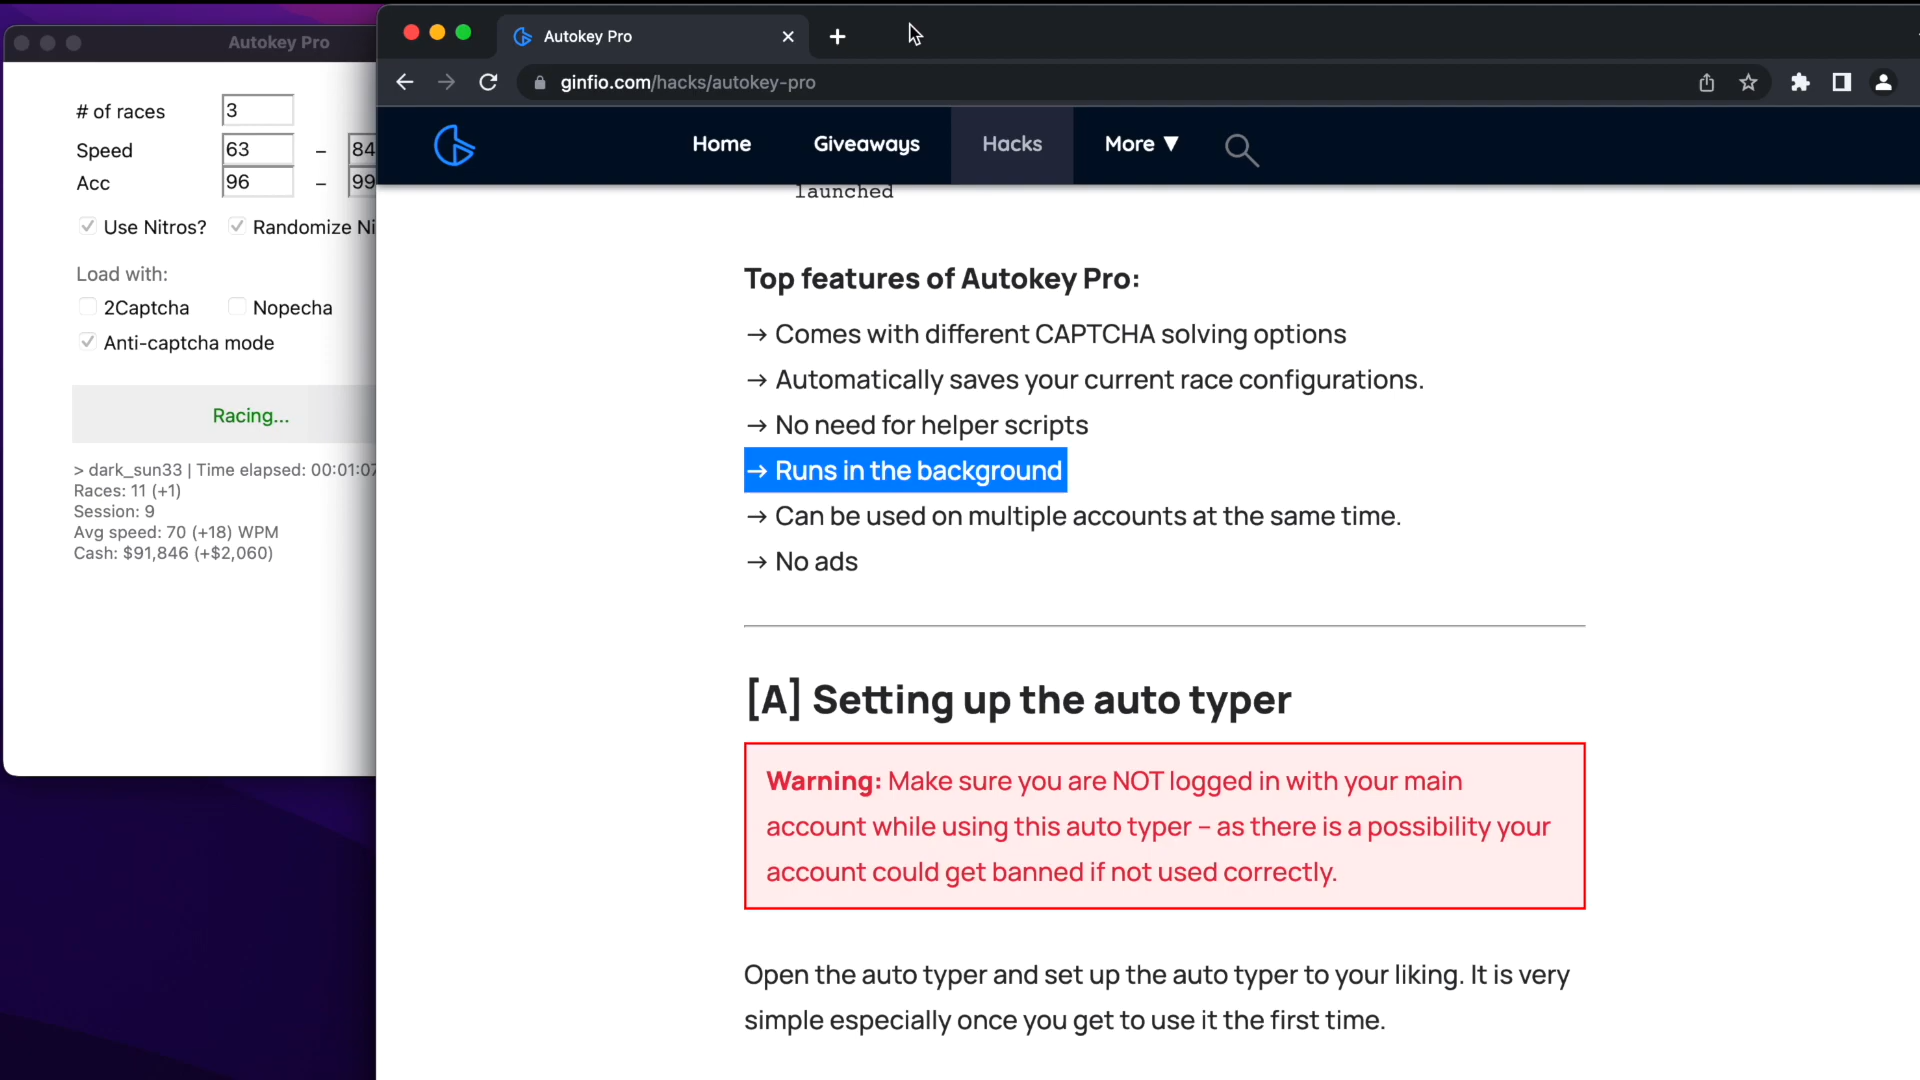 Autokey Pro
# of races 3
Speed 63 – 84
Acc 96 – 99
Use Nitros? Randomize Ni
Load with:
2Captcha Nopecha
Anti-captcha mode
Racing...
> dark_sun33 | Time elapsed: 00:01:07
Races: 11 (+1)
Session: 9
Avg speed: 70 (+18) WPM
Cash: $91,846 (+$2,060)
Autokey Pro
ginfio.com/hacks/autokey-pro
Home Giveaways Hacks More ▼
launched
Top features of Autokey Pro:
→ Comes with different CAPTCHA solving options
→ Automatically saves your current race configurations.
→ No need for helper scripts
→ Runs in the background
→ Can be used on multiple accounts at the same time.
→ No ads
[A] Setting up the auto typer
Warning: Make sure you are NOT logged in with your main
account while using this auto typer – as there is a possibility your
account could get banned if not used correctly.
Open the auto typer and set up the auto typer to your liking. It is very
simple especially once you get to use it the first time.